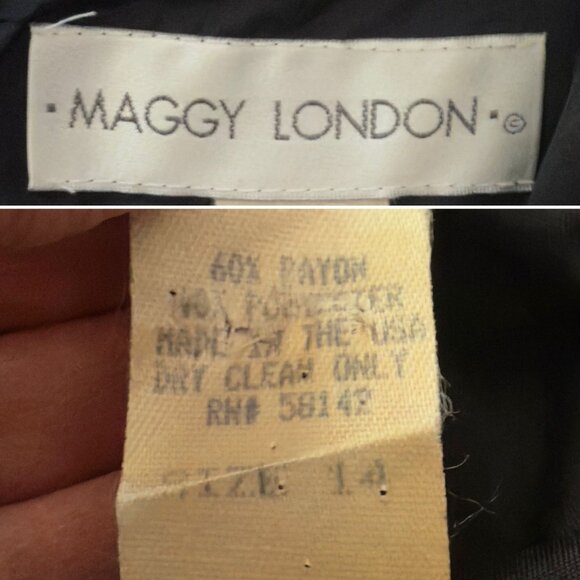 · MAGGY LONDON · ©
60% RAYON
40% POLYESTER
MADE IN THE USA
DRY CLEAN ONLY
RN# 58142
SIZE 14